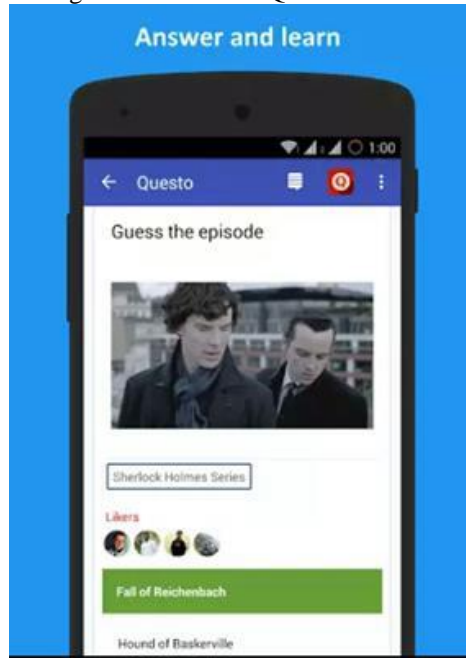 Answer and learn
1:00
Questo
Guess the episode
Sherlock Holmes Series
Likers
Fall of Reichenbach
Hound of Baskerville